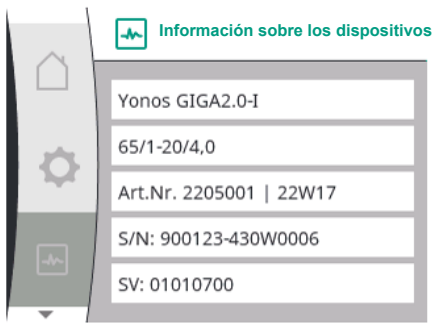 Información sobre los dispositivos
Yonos GIGA2.0-I
65/1-20/4,0
Art.Nr. 2205001 | 22W17
S/N: 900123-430W0006
SV: 01010700